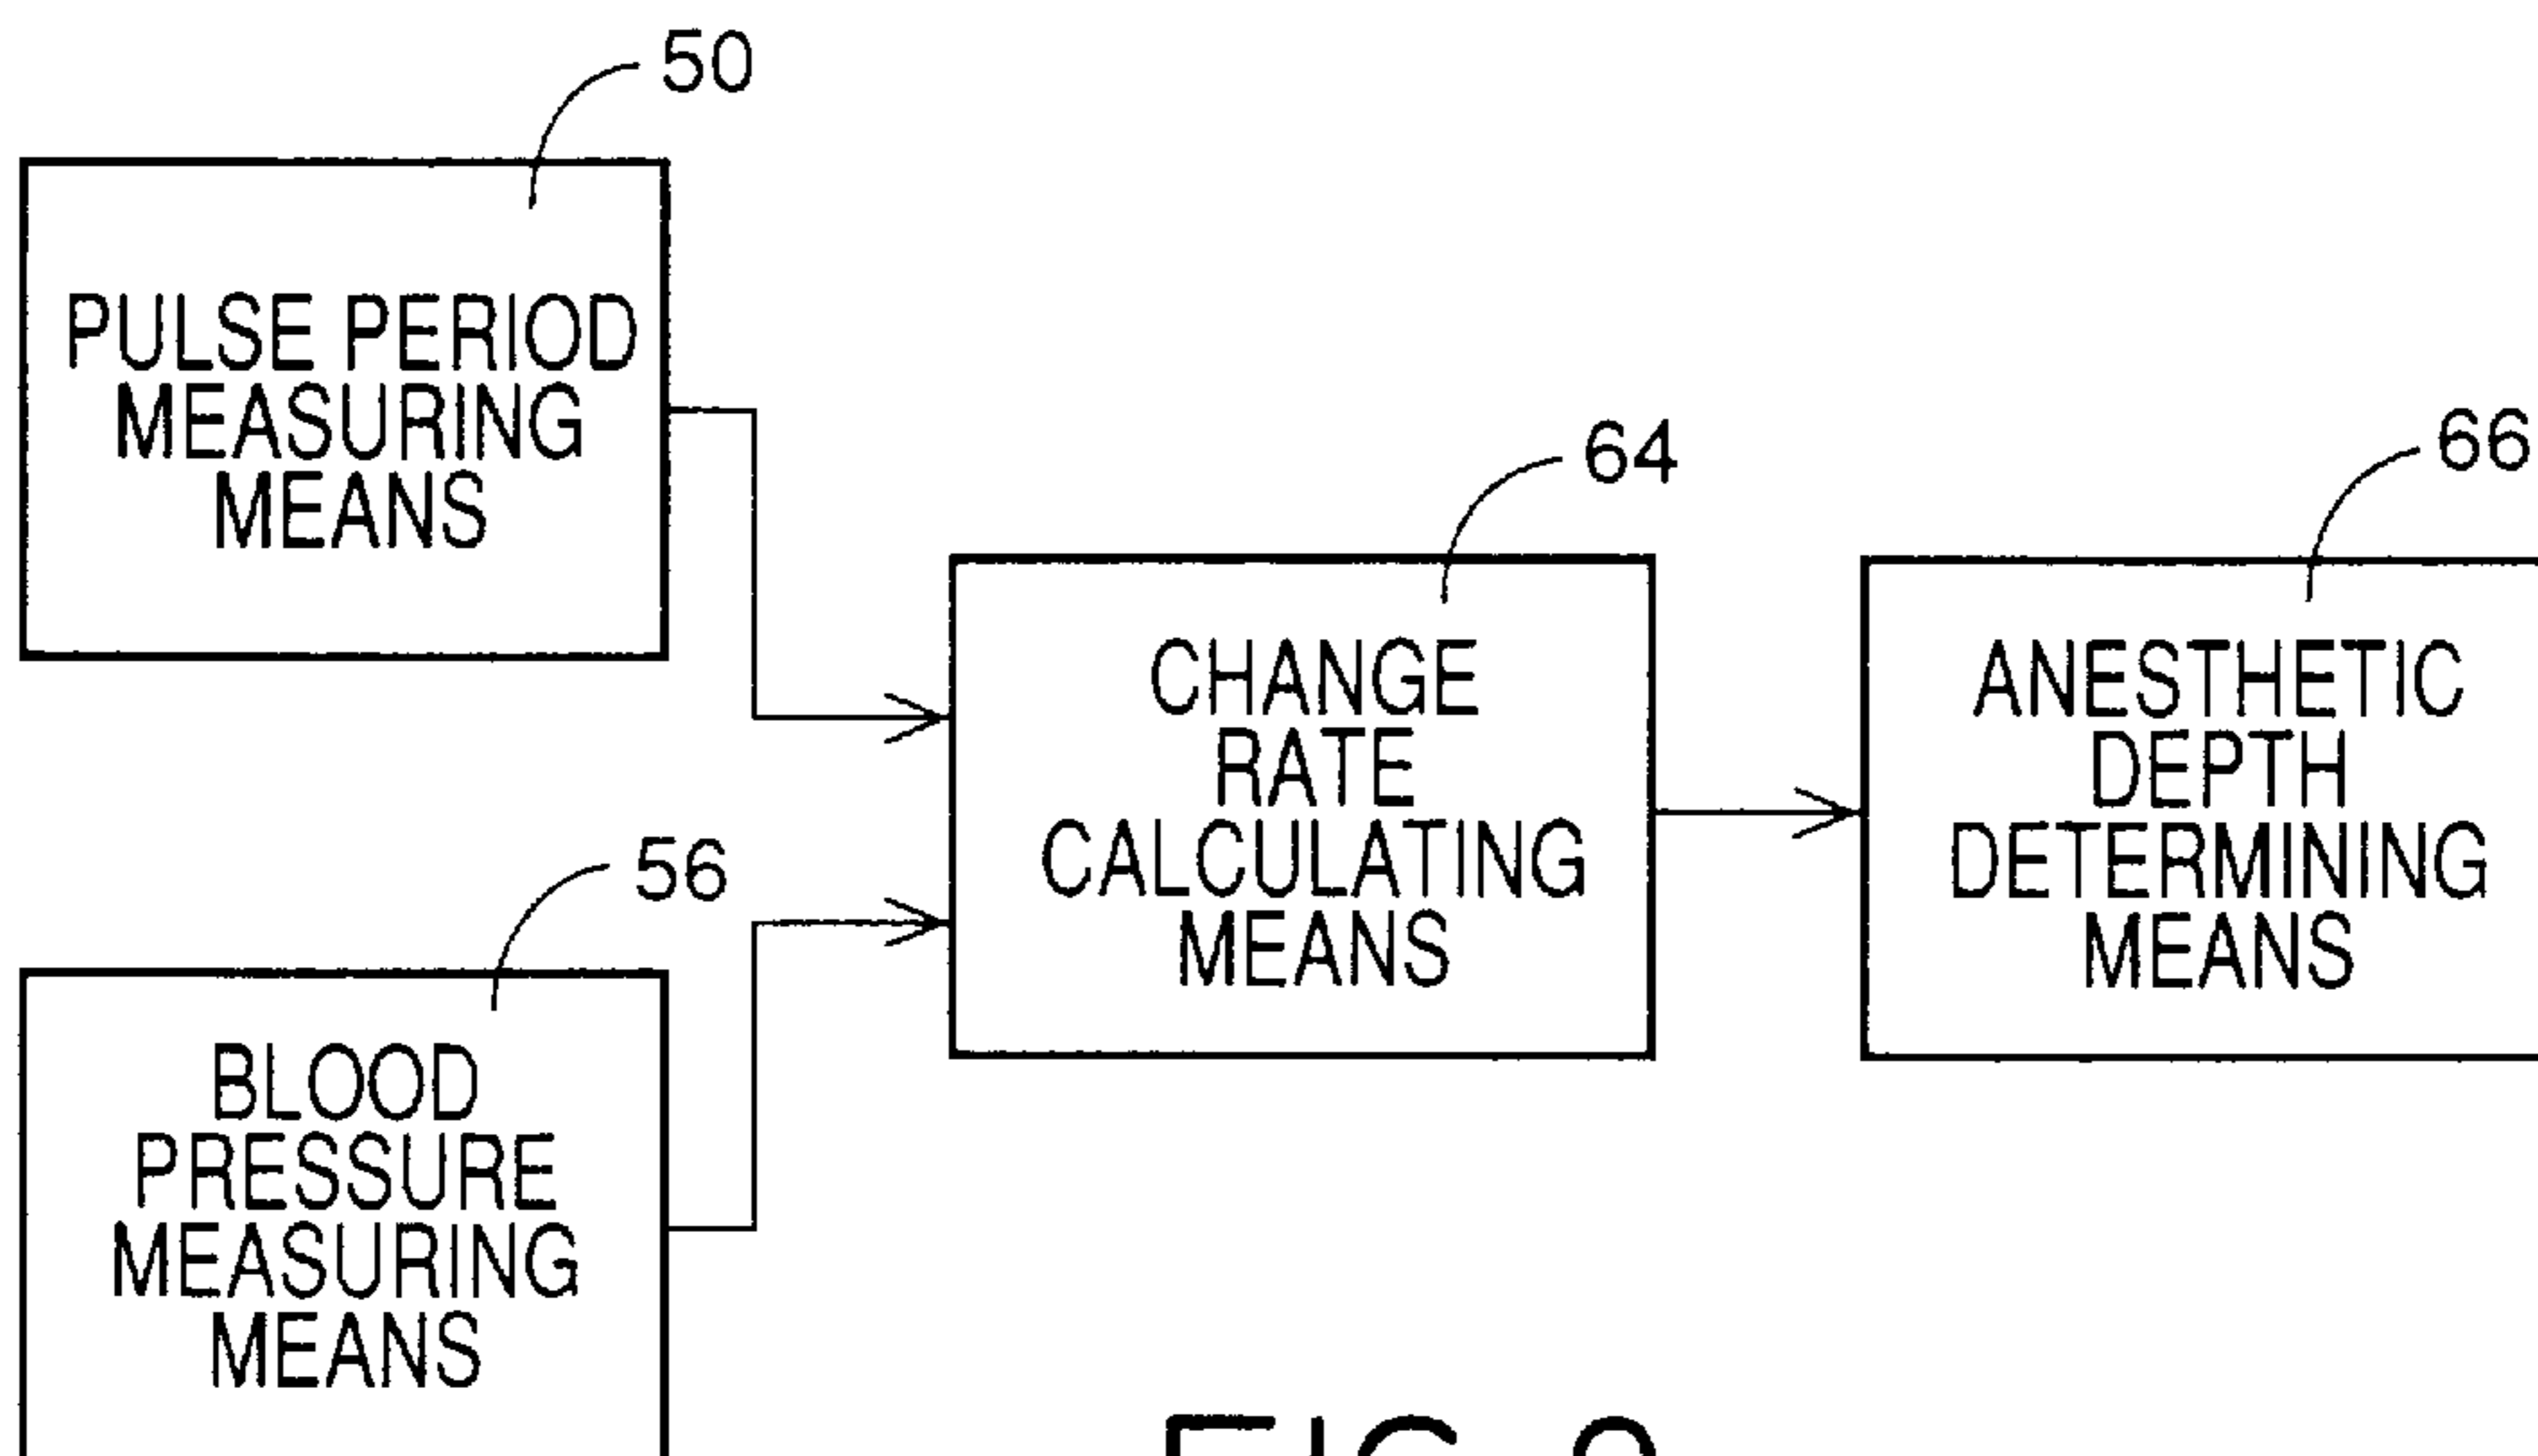 50
PULSE PERIOD
MEASURING
MEANS
64
CHANGE
RATE
CALCULATING
MEANS
66
ANESTHETIC
DEPTH
DETERMINING
MEANS
56
BLOOD
PRESSURE
MEASURING
MEANS